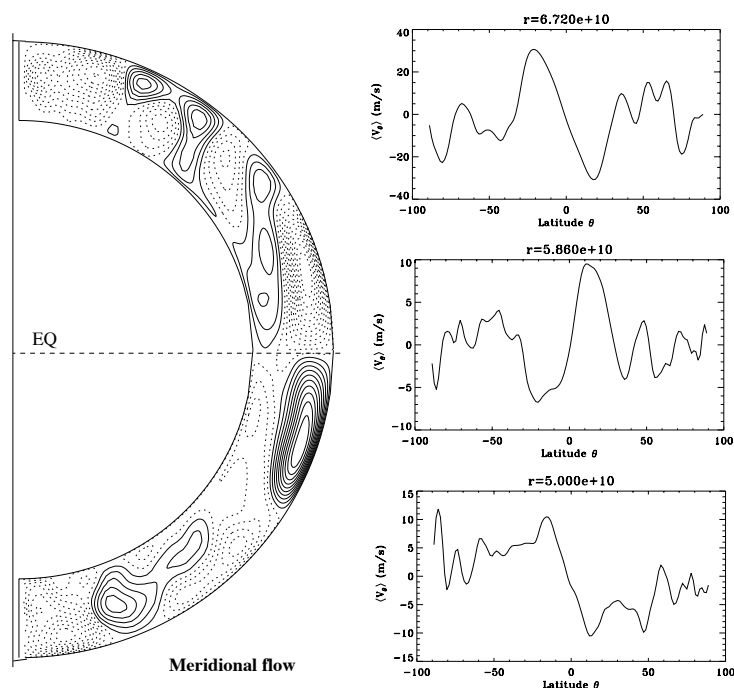 EQ
Meridional flow
r=6.720e+10
40
20
0
−20
−40
⟨V_θ⟩ (m/s)
−100 −50 0 50 100
Latitude θ
r=5.860e+10
10
5
0
−5
−10
⟨V_θ⟩ (m/s)
−100 −50 0 50 100
Latitude θ
r=5.000e+10
15
10
5
0
−5
−10
−15
⟨V_θ⟩ (m/s)
−100 −50 0 50 100
Latitude θ